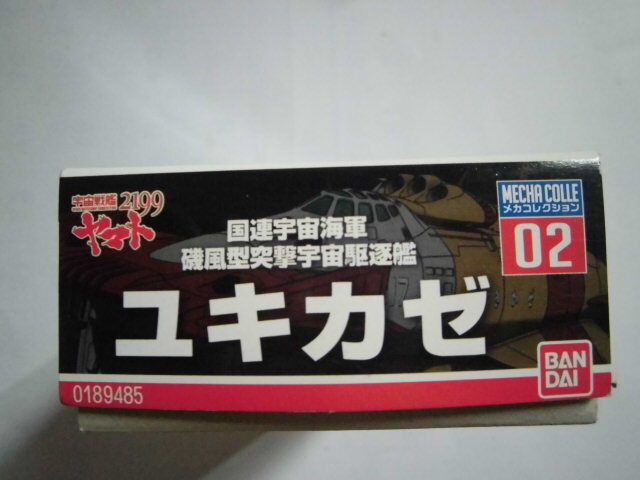 宇宙戦艦
2199
ヤマト
国連宇宙海軍
磯風型突撃宇宙駆逐艦
ユキカゼ
MECHA COLLE
メカコレクション
02
BAN
DAI
0189485